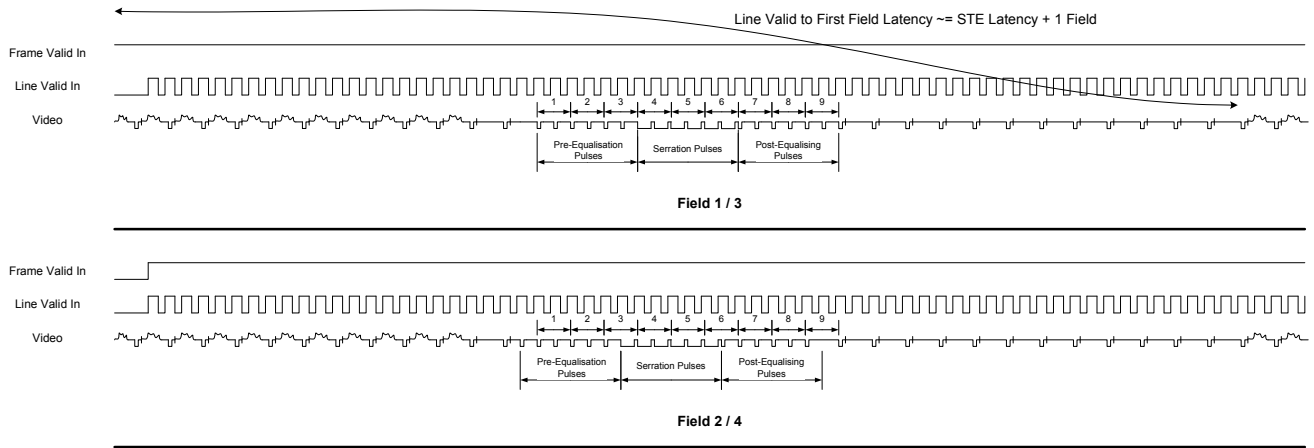 Line Valid to First Field Latency ~= STE Latency + 1 Field
Frame Valid In
Line Valid In
1 2 3 4 5 6 7 8 9
Video
Pre-Equalisation
Pulses
Serration Pulses
Post-Equalising
Pulses
Field 1 / 3
Frame Valid In
Line Valid In
1 2 3 4 5 6 7 8 9
Video
Pre-Equalisation
Pulses
Serration Pulses
Post-Equalising
Pulses
Field 2 / 4